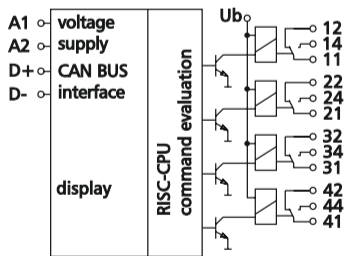 Ub
A1 voltage
A2 supply
D+ CAN BUS
D- interface
display
RISC-CPU
command evaluation
12
14
11
22
24
21
32
34
31
42
44
41